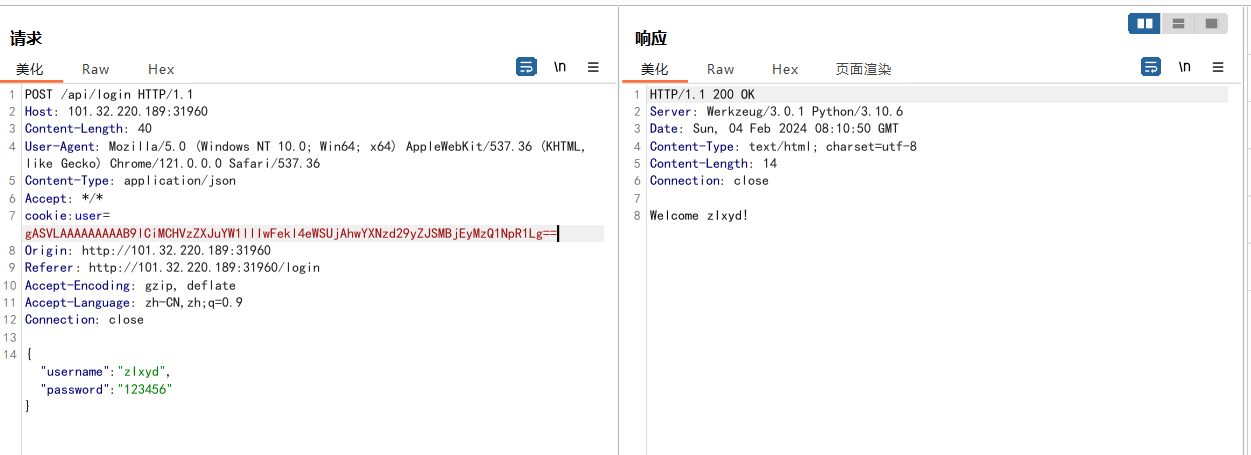 请求
美化 Raw Hex \n
1 POST /api/login HTTP/1.1
2 Host: 101.32.220.189:31960
3 Content-Length: 40
4 User-Agent: Mozilla/5.0 (Windows NT 10.0; Win64; x64) AppleWebKit/537.36 (KHTML,
like Gecko) Chrome/121.0.0.0 Safari/537.36
5 Content-Type: application/json
6 Accept: */*
7 cookie:user=
gASVLAAAAAAAAAB9lCiMCHVzZXJuYW1llIwFekl4eWSUjAhwYXNzd29yZJSMBjEyMzQ1NpR1Lg==
8 Origin: http://101.32.220.189:31960
9 Referer: http://101.32.220.189:31960/login
10 Accept-Encoding: gzip, deflate
11 Accept-Language: zh-CN,zh;q=0.9
12 Connection: close
13
14 {
"username":"zlxyd",
"password":"123456"
}
响应
美化 Raw Hex 页面渲染 \n
1 HTTP/1.1 200 OK
2 Server: Werkzeug/3.0.1 Python/3.10.6
3 Date: Sun, 04 Feb 2024 08:10:50 GMT
4 Content-Type: text/html; charset=utf-8
5 Content-Length: 14
6 Connection: close
7
8 Welcome zlxyd!